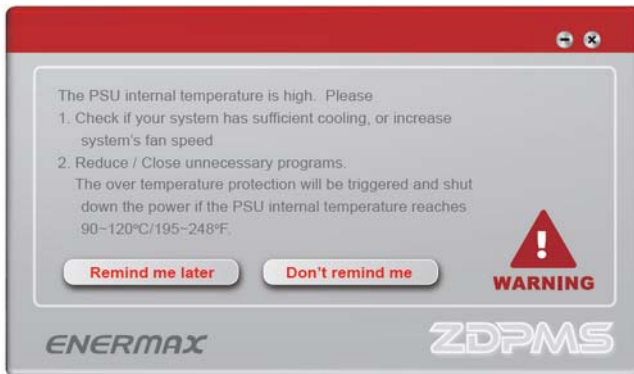 The PSU internal temperature is high. Please
1. Check if your system has sufficient cooling, or increase
system's fan speed
2. Reduce / Close unnecessary programs.
The over temperature protection will be triggered and shut
down the power if the PSU internal temperature reaches
90~120ºC/195~248ºF.
Remind me later Don't remind me
WARNING
ENERMAX ZDPMS